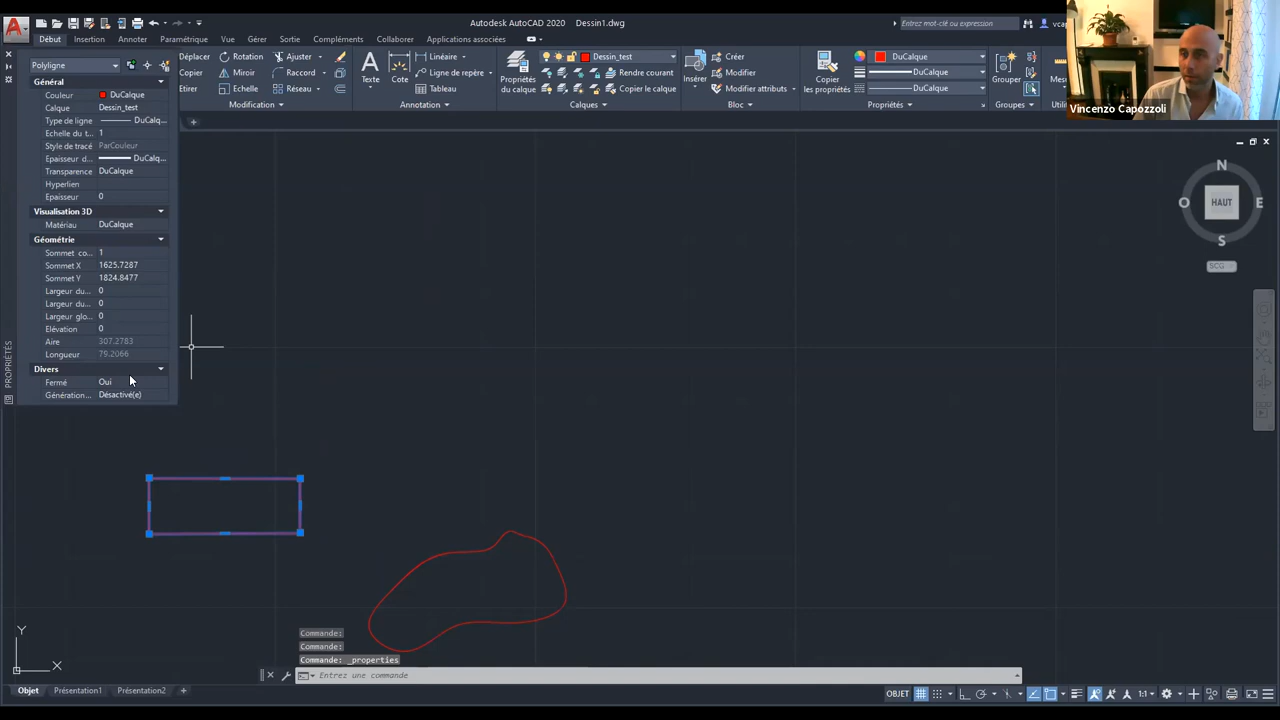 Autodesk AutoCAD 2020 Dessin1.dwg
Entrez mot-clé ou expression
Début Insertion Annoter Paramétrique Vue Gérer Sortie Compléments Collaborer Express Tools Applications associées
Polyligne
Général
Couleur DuCalque
Calque Dessin_test
Type de ligne DuCalq...
Echelle du t... 1
Style de tracé ParCouleur
Epaisseur d... DuCalq...
Transparence DuCalque
Hyperlien
Epaisseur 0
Visualisation 3D
Matériau DuCalque
Géométrie
Sommet co... 1
Sommet X 1625.7287
Sommet Y 1824.8477
Largeur du... 0
Largeur du... 0
Largeur glo... 0
Elévation 0
Aire 307.2783
Longueur 79.2066
Divers
Fermé Oui
Génération... Désactivé(e)
PROPRIÉTÉS
Déplacer Rotation Ajuster
Copier Miroir Raccord
Etirer Echelle Réseau
Modification
Texte Cote
Linéaire
Ligne de repère
Tableau
Annotation
Propriétés
du calque
Dessin_test
Rendre courant
Copier le calque
Calques
Insérer
Créer
Modifier
Modifier attributs
Bloc
Copier
les propriétés
DuCalque
DuCalque
DuCalque
Propriétés
Grouper
Groupes
Vincenzo Capozzoli
N
O HAUT E
S
SCG
Y
X
Commande:
Commande:
Commande: _properties
Entrez une commande
Objet Présentation1 Présentation2 +
OBJET
1:1